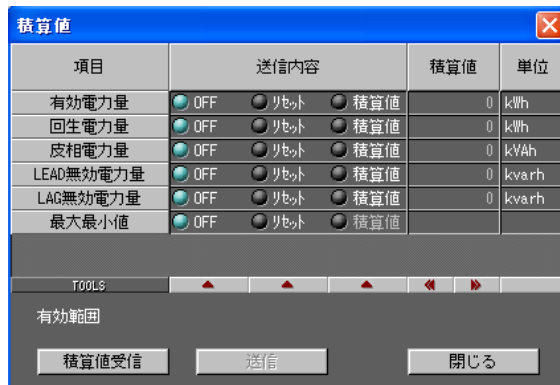 積算値
項目 送信内容 積算値 単位
有効電力量 OFF リセット 積算値 0 kWh
回生電力量 OFF リセット 積算値 0 kWh
皮相電力量 OFF リセット 積算値 0 kVAh
LEAD無効電力量 OFF リセット 積算値 0 kvarh
LAG無効電力量 OFF リセット 積算値 0 kvarh
最大最小値 OFF リセット 積算値
TOOLS
有効範囲
積算値受信 送信 閉じる